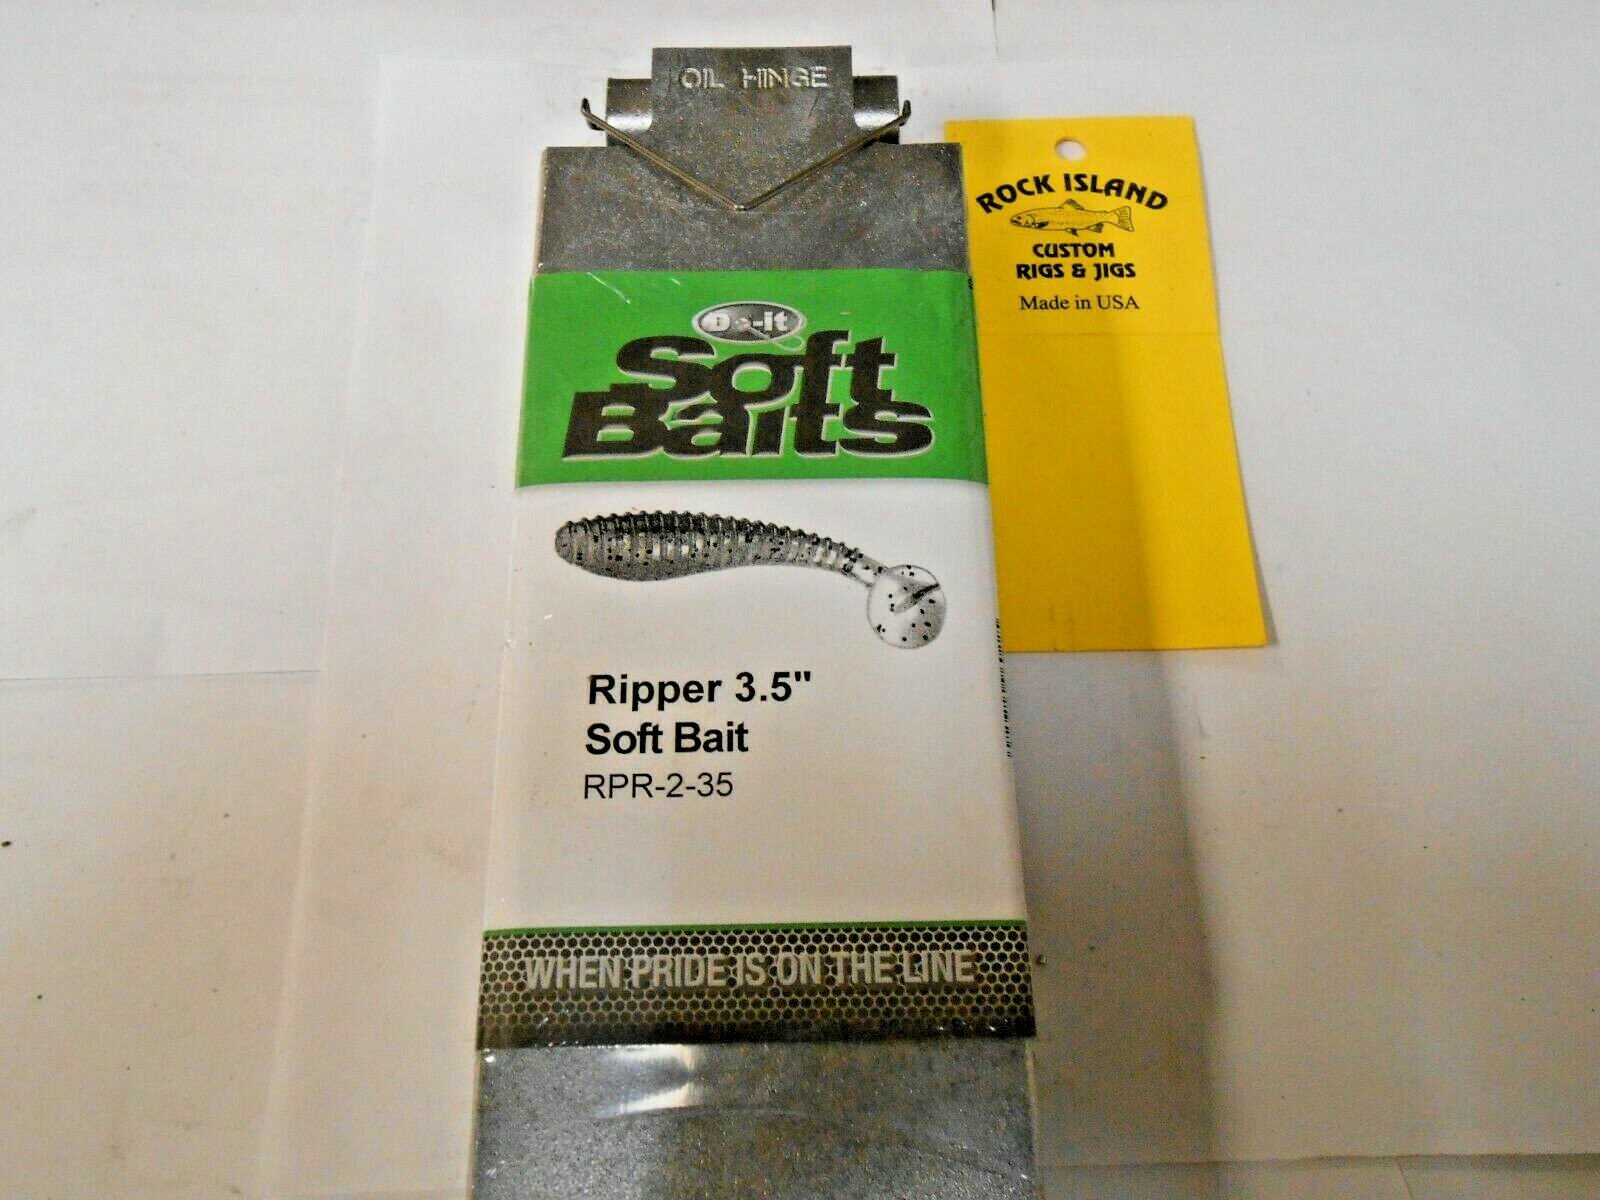 OIL HINGE
ROCK ISLAND
CUSTOM
RIGS & JIGS
Made in USA
Do-it
Soft
Baits
Ripper 3.5"
Soft Bait
RPR-2-35
WHEN PRIDE IS ON THE LINE